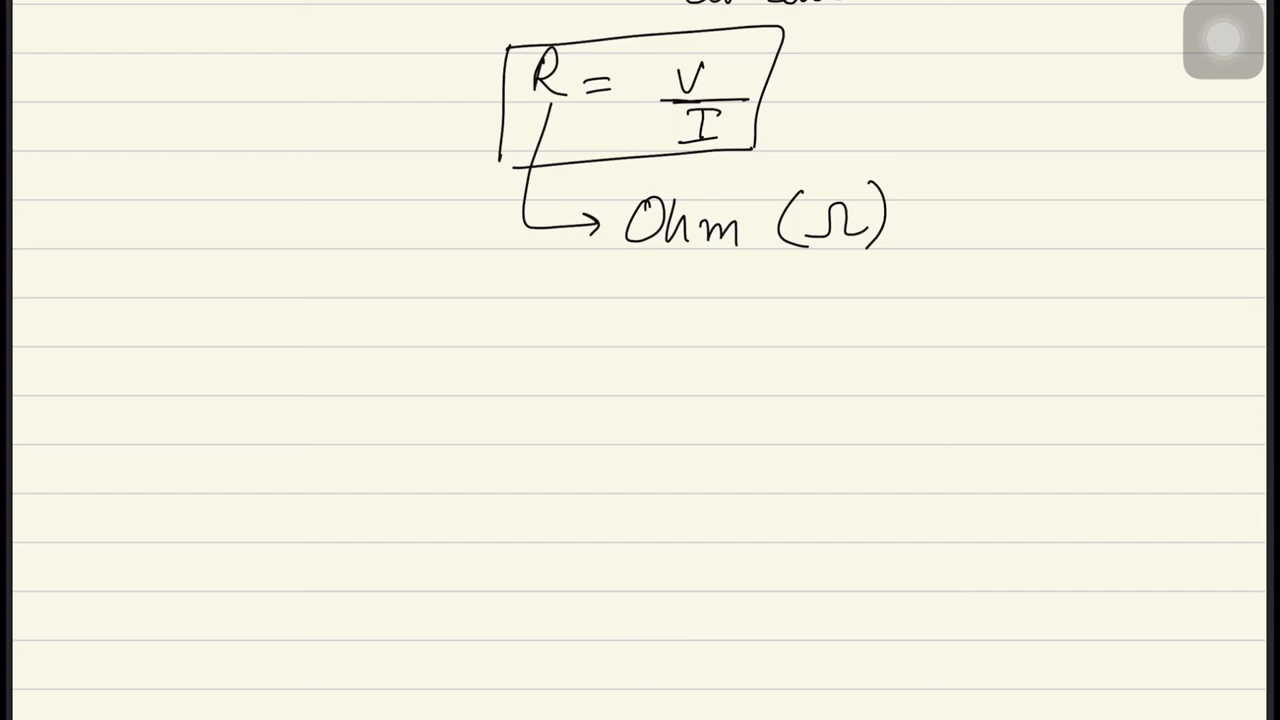 R = V/I
Ohm (Ω)